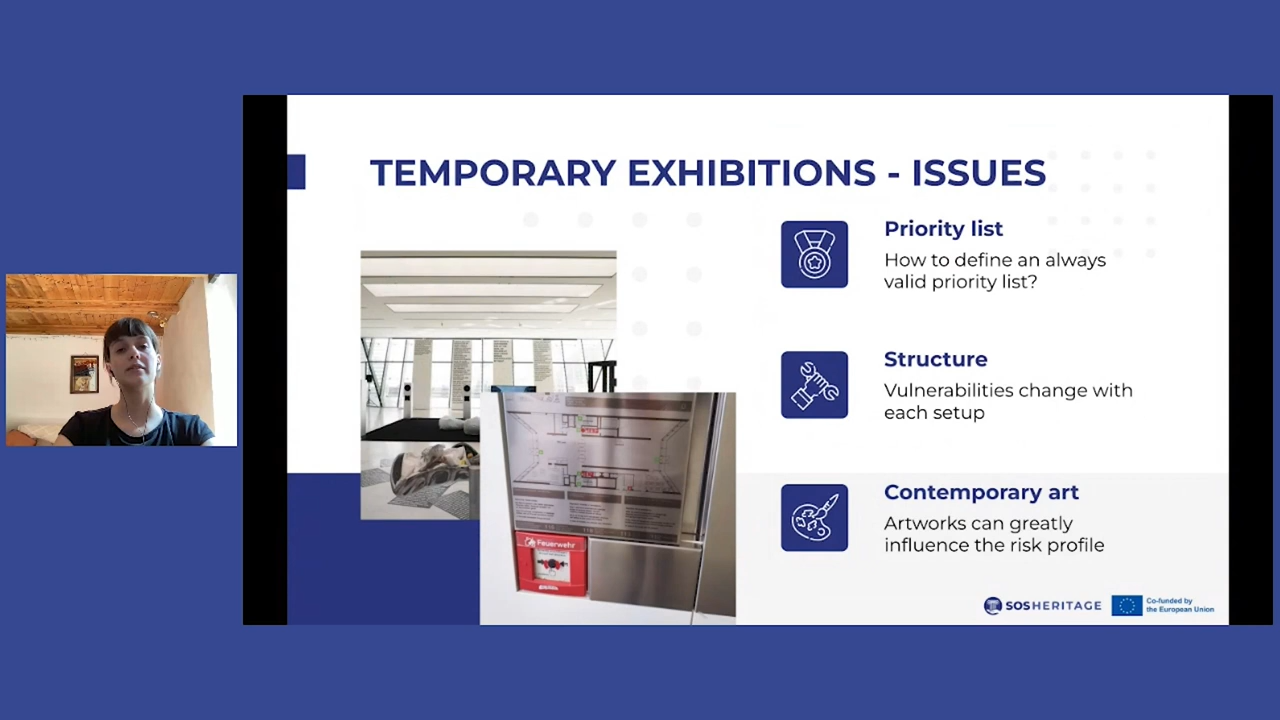 TEMPORARY EXHIBITIONS - ISSUES
Priority list
How to define an always
valid priority list?
Structure
Vulnerabilities change with
each setup
Contemporary art
Artworks can greatly
influence the risk profile
Feuerwehr
SOSHERITAGE
Co-funded by
the European Union